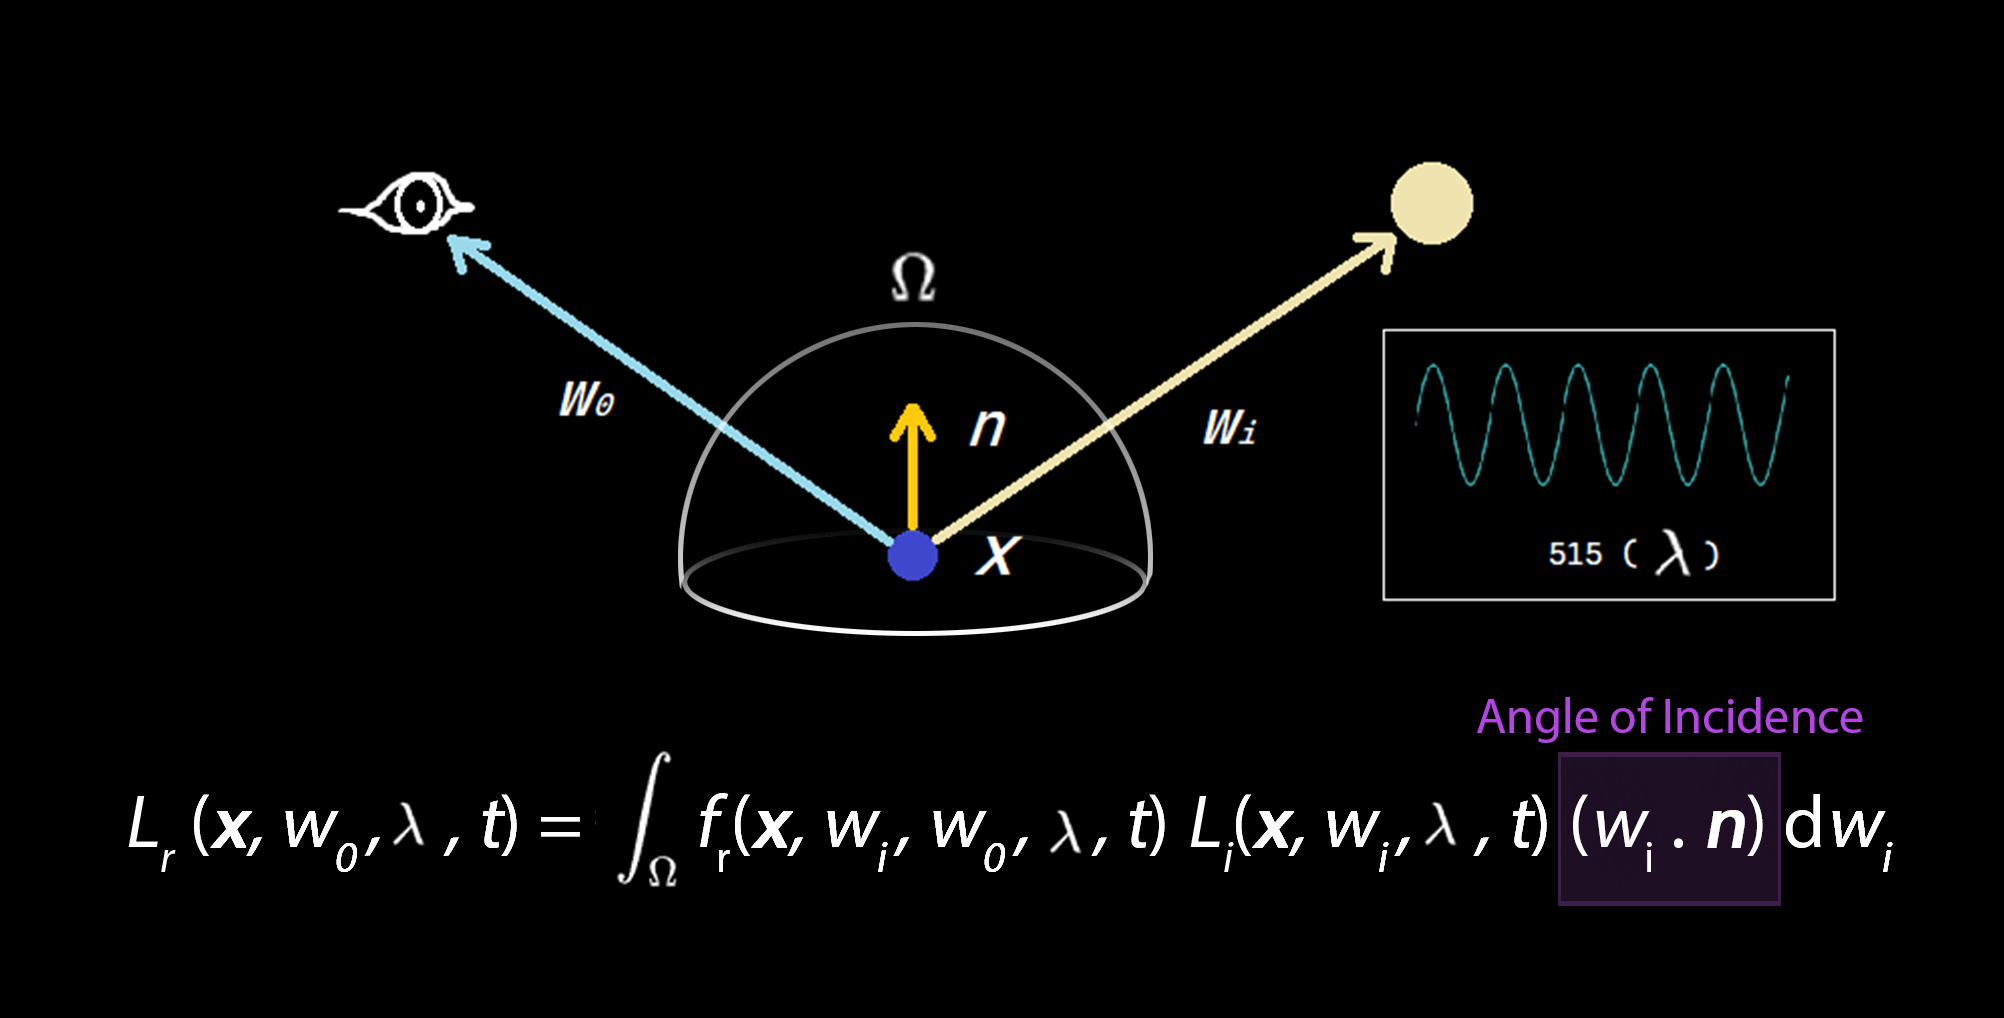 Ω
W₀
n
Wᵢ
x
515 ( λ )
Angle of Incidence
Lᵣ (x, w₀, λ , t) = ∫Ω fᵣ(x, wᵢ, w₀, λ, t) Lᵢ(x, wᵢ, λ , t) (wᵢ . n) dwᵢ